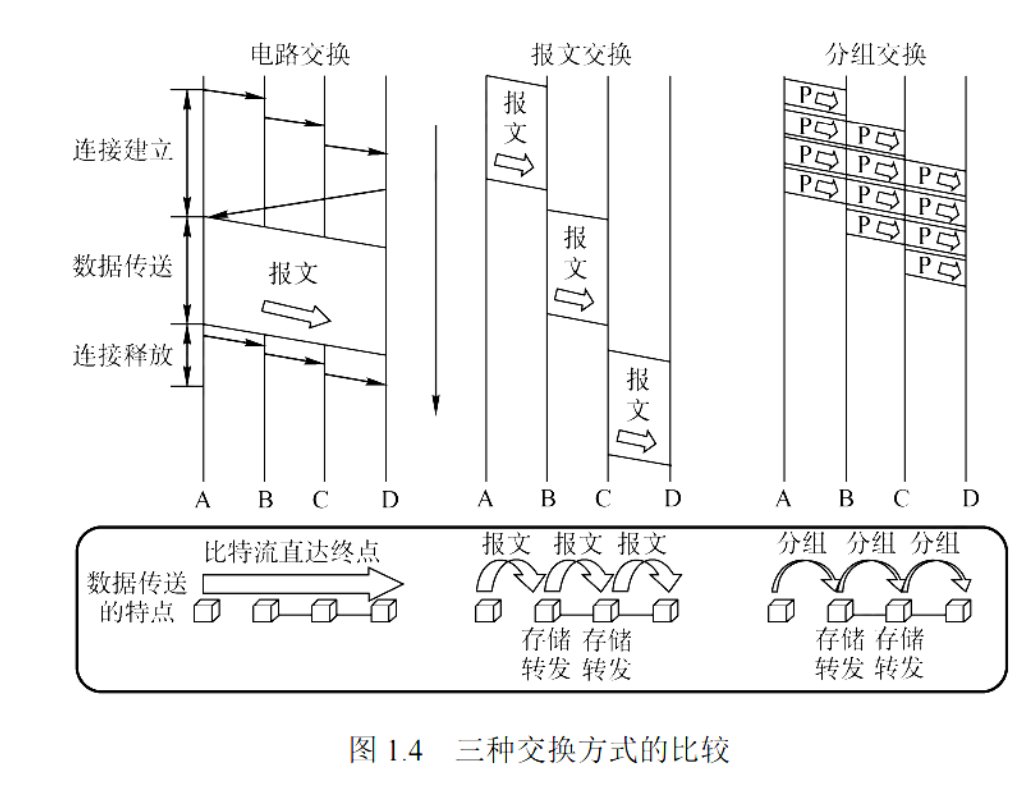 电路交换
报文交换
分组交换
连接建立
数据传送
连接释放
报文
报
文
报
文
报
文
P
P
P
P
P
P
P
P
P
P
P
P
A
B
C
D
A
B
C
D
A
B
C
D
数据传送
的特点
比特流直达终点
报文
报文
报文
存储
转发
存储
转发
分组
分组
分组
存储
转发
存储
转发
图 1.4 三种交换方式的比较